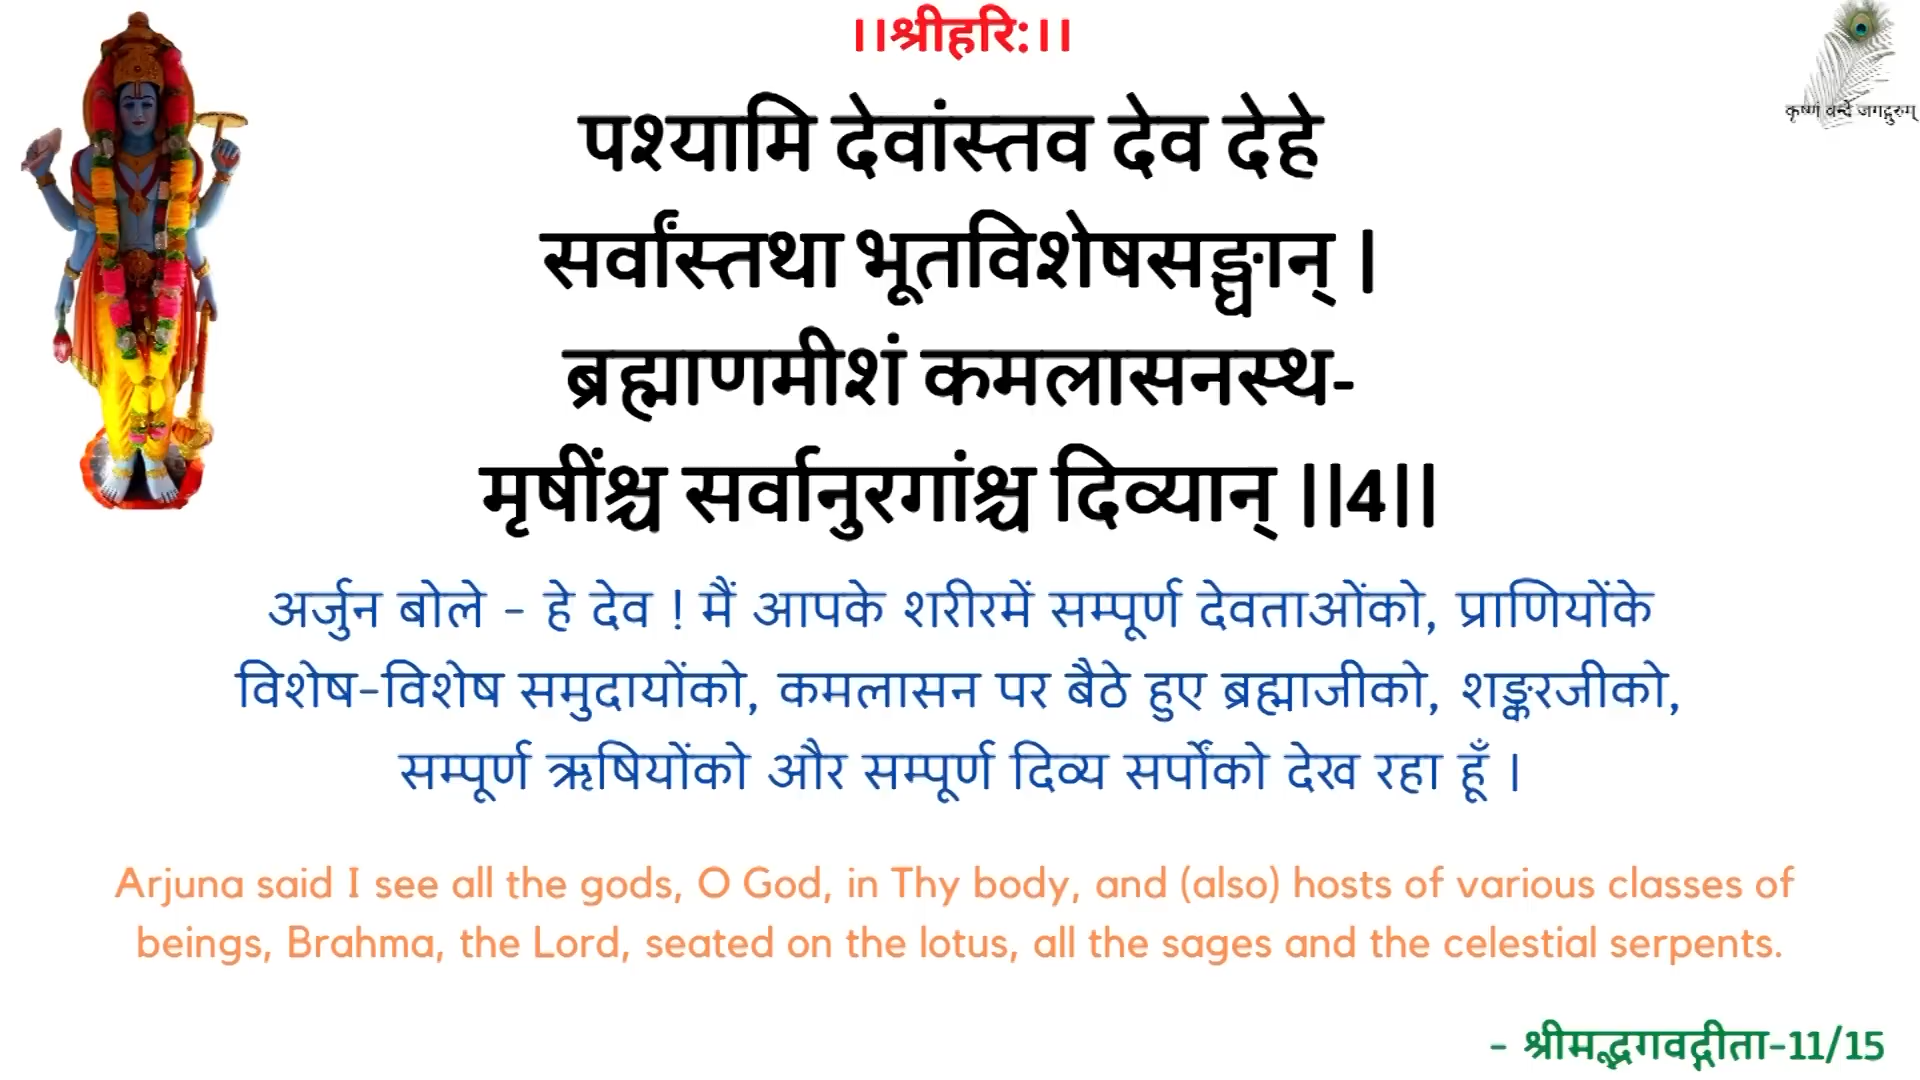 ।।श्रीहरि:।।
कृष्णं वन्दे जगद्गुरुम्
पश्यामि देवांस्तव देव देहे
सर्वांस्तथा भूतविशेषसङ्घान् |
ब्रह्माणमीशं कमलासनस्थ-
मृषींश्च सर्वानुरगांश्च दिव्यान् ||4||
अर्जुन बोले - हे देव ! मैं आपके शरीरमें सम्पूर्ण देवताओंको, प्राणियोंके
विशेष-विशेष समुदायोंको, कमलासन पर बैठे हुए ब्रह्माजीको, शङ्करजीको,
सम्पूर्ण ऋषियोंको और सम्पूर्ण दिव्य सर्पोंको देख रहा हूँ ।
Arjuna said I see all the gods, O God, in Thy body, and (also) hosts of various classes of
beings, Brahma, the Lord, seated on the lotus, all the sages and the celestial serpents.
- श्रीमद्भगवद्गीता-11/15